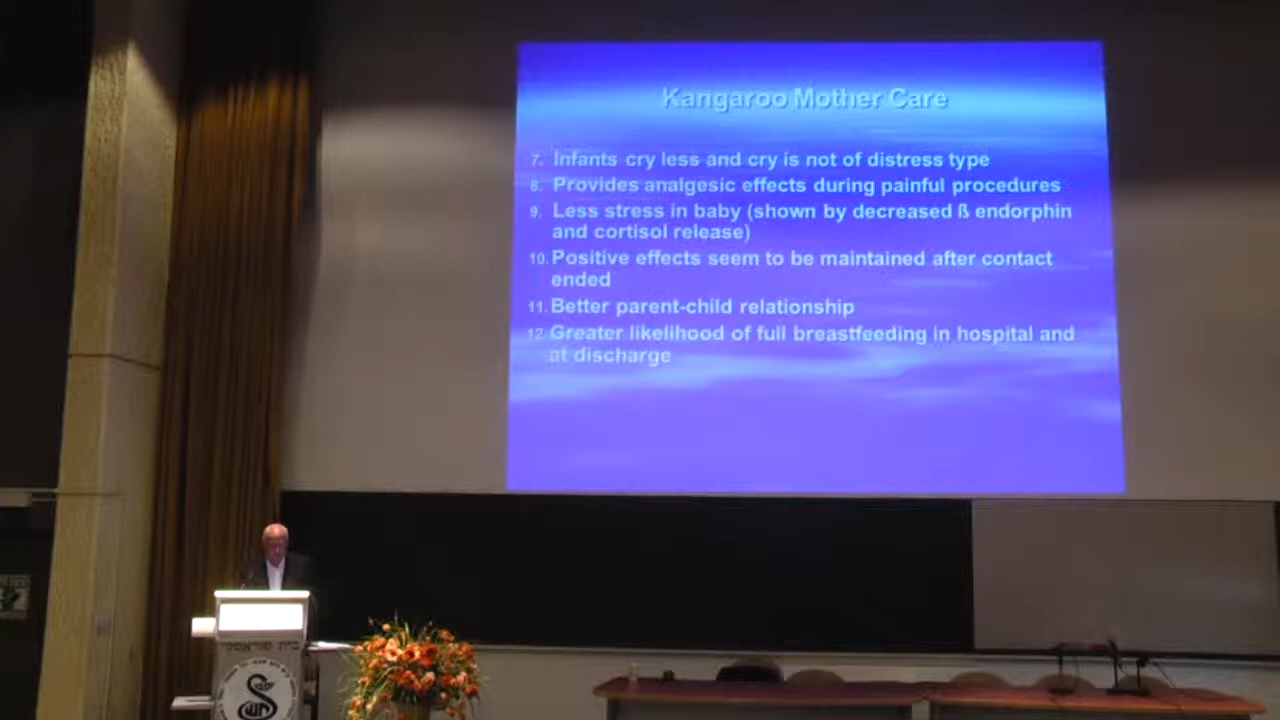 Kangaroo Mother Care
7. Infants cry less and cry is not of distress type
8. Provides analgesic effects during painful procedures
9. Less stress in baby (shown by decreased ß endorphin
and cortisol release)
10. Positive effects seem to be maintained after contact
ended
11. Better parent-child relationship
12. Greater likelihood of full breastfeeding in hospital and
at discharge
בית סוראסקי